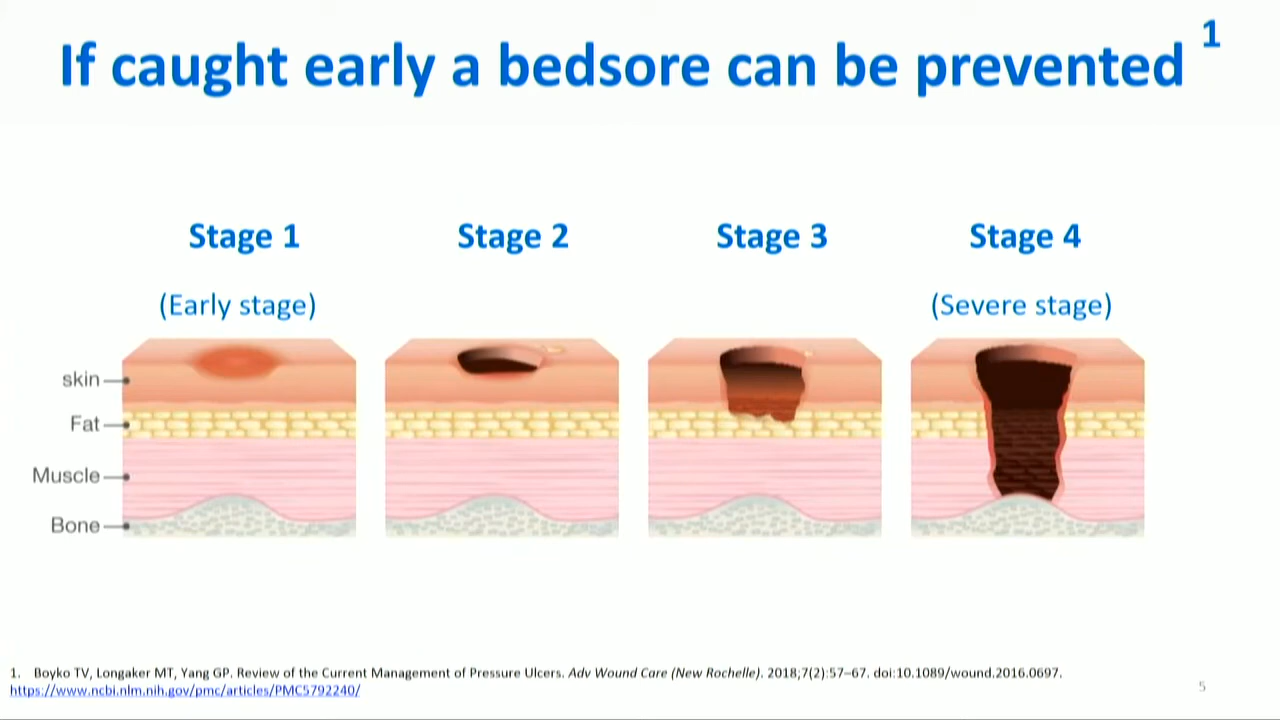 If caught early a bedsore can be prevented 1
Stage 1
Stage 2
Stage 3
Stage 4
(Early stage)
(Severe stage)
skin
Fat
Muscle
Bone
1. Boyko TV, Longaker MT, Yang GP. Review of the Current Management of Pressure Ulcers. Adv Wound Care (New Rochelle). 2018;7(2):57–67. doi:10.1089/wound.2016.0697.
https://www.ncbi.nlm.nih.gov/pmc/articles/PMC5792240/
5